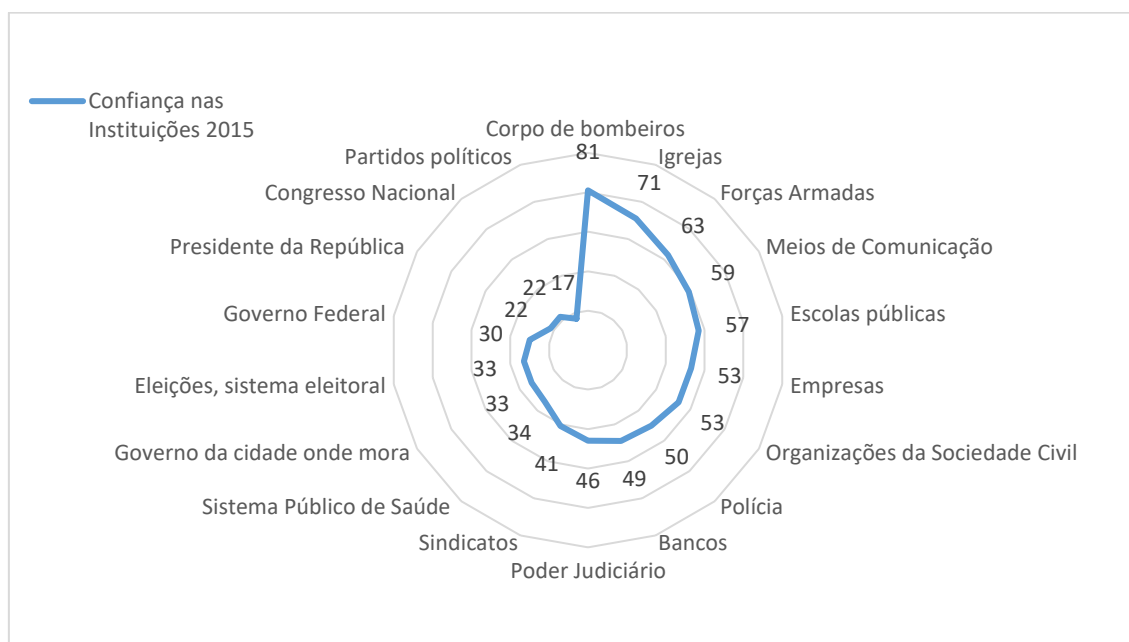 Confiança nas
Instituições 2015
Corpo de bombeiros
Partidos políticos
Igrejas
81
Congresso Nacional
71
Forças Armadas
63
Presidente da República
Meios de Comunicação
59
22
17
Governo Federal
22
57
Escolas públicas
30
33
53
Eleições, sistema eleitoral
Empresas
33
53
34
50
Governo da cidade onde mora
41
46
49
Organizações da Sociedade Civil
Sistema Público de Saúde
Polícia
Sindicatos
Bancos
Poder Judiciário